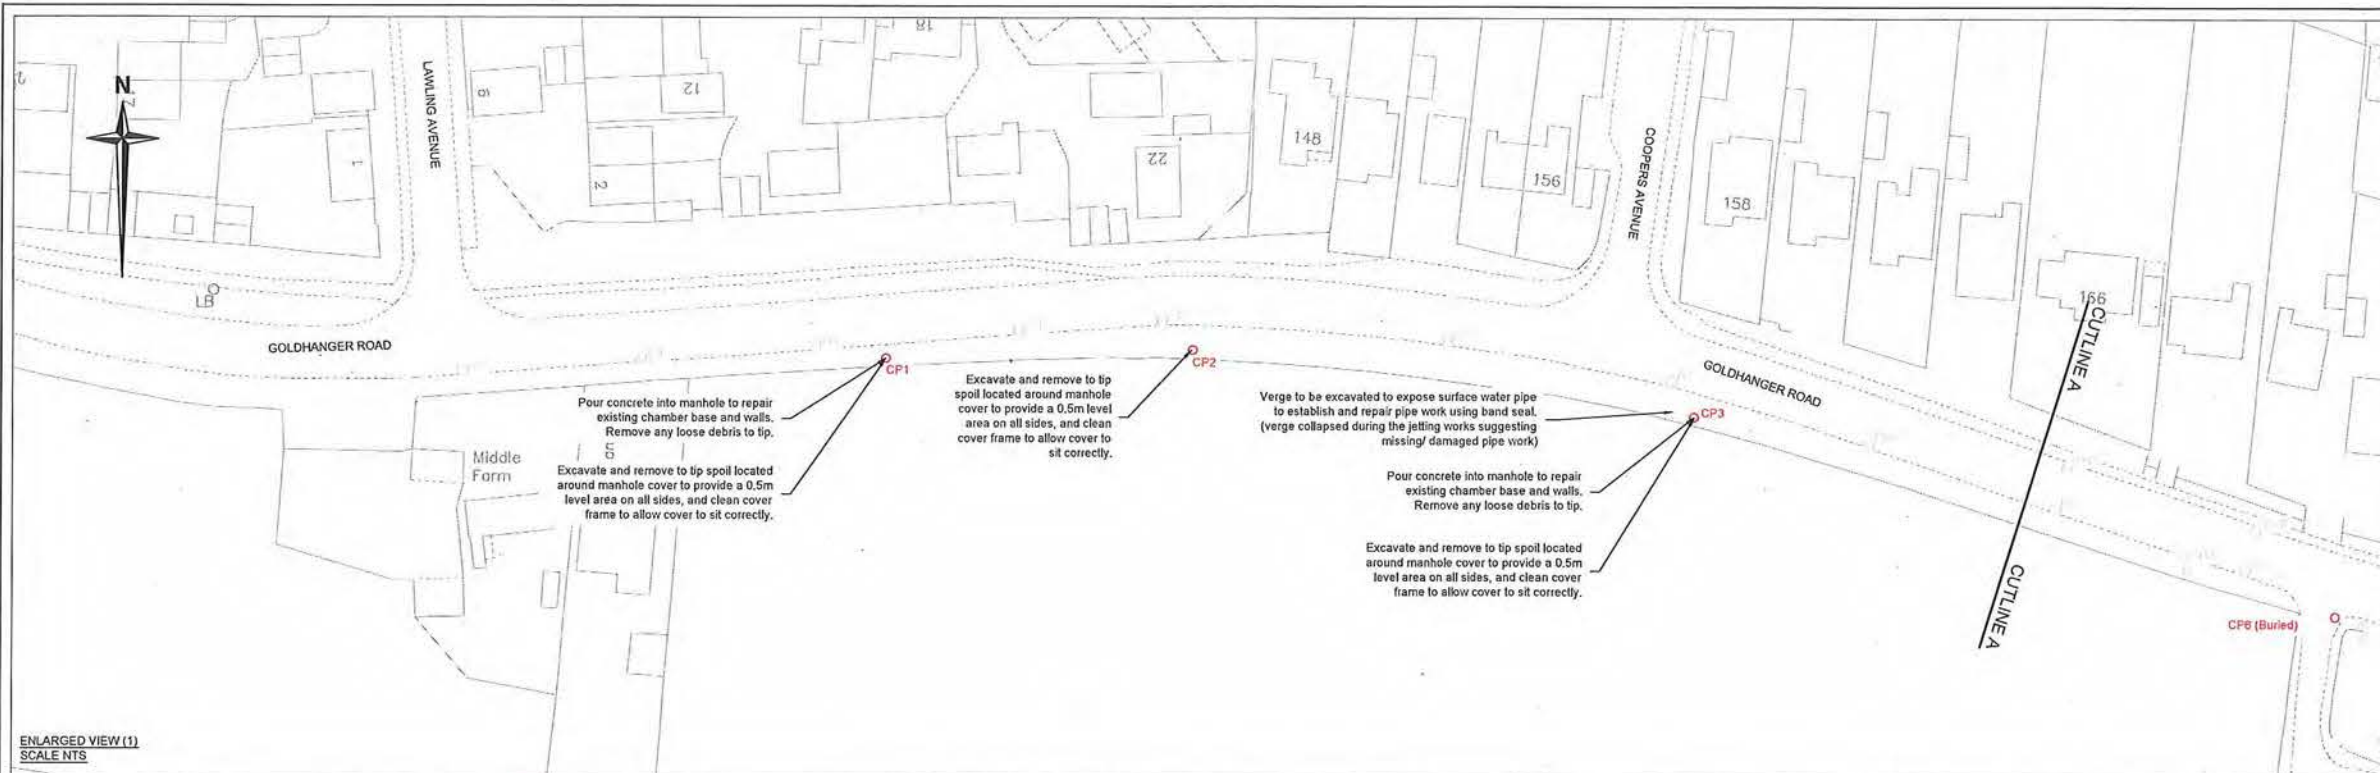 18
N
17
LAWLING AVENUE
6
12
1
2
22
148
156
COOPERS AVENUE
158
166
LB
GOLDHANGER ROAD
CP1
CP2
CP3
GOLDHANGER ROAD
CUTLINE A
CUTLINE A
Pour concrete into manhole to repair
existing chamber base and walls.
Remove any loose debris to tip.
Excavate and remove to tip spoil located
around manhole cover to provide a 0.5m
level area on all sides, and clean cover
frame to allow cover to sit correctly.
Middle
Farm
Excavate and remove to tip
spoil located around manhole
cover to provide a 0.5m level
area on all sides, and clean
cover frame to allow cover to
sit correctly.
Verge to be excavated to expose surface water pipe
to establish and repair pipe work using band seal.
(verge collapsed during the jetting works suggesting
missing/ damaged pipe work)
Pour concrete into manhole to repair
existing chamber base and walls.
Remove any loose debris to tip.
Excavate and remove to tip spoil located
around manhole cover to provide a 0.5m
level area on all sides, and clean cover
frame to allow cover to sit correctly.
CP6 (Buried)
ENLARGED VIEW (1)
SCALE NTS